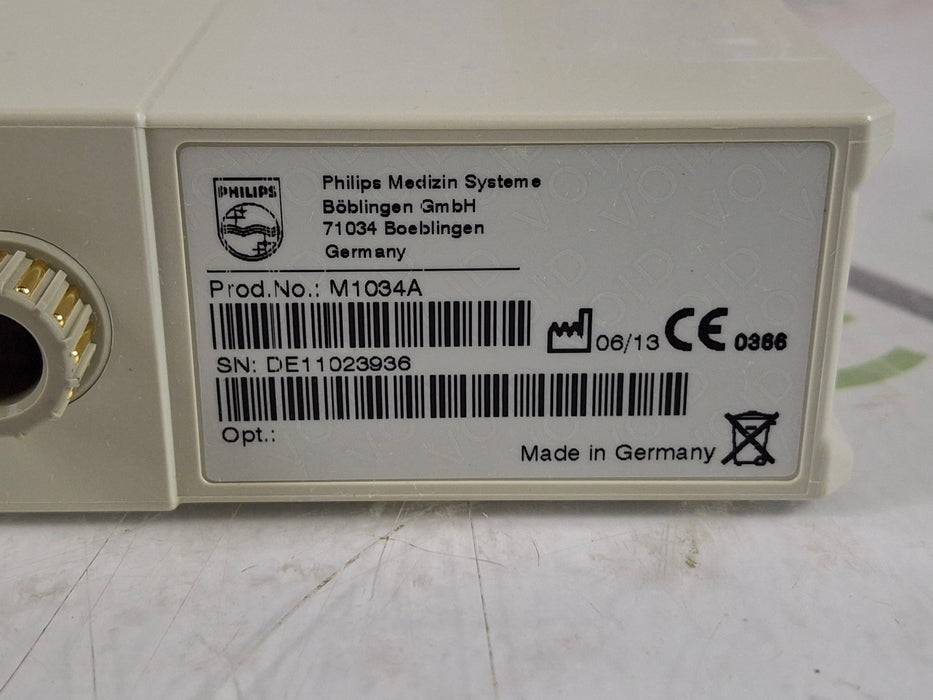 PHILIPS
Philips Medizin Systeme
Böblingen GmbH
71034 Boeblingen
Germany
Prod.No.: M1034A
06/13 CE 0366
SN: DE11023936
Opt.:
Made in Germany
VOID